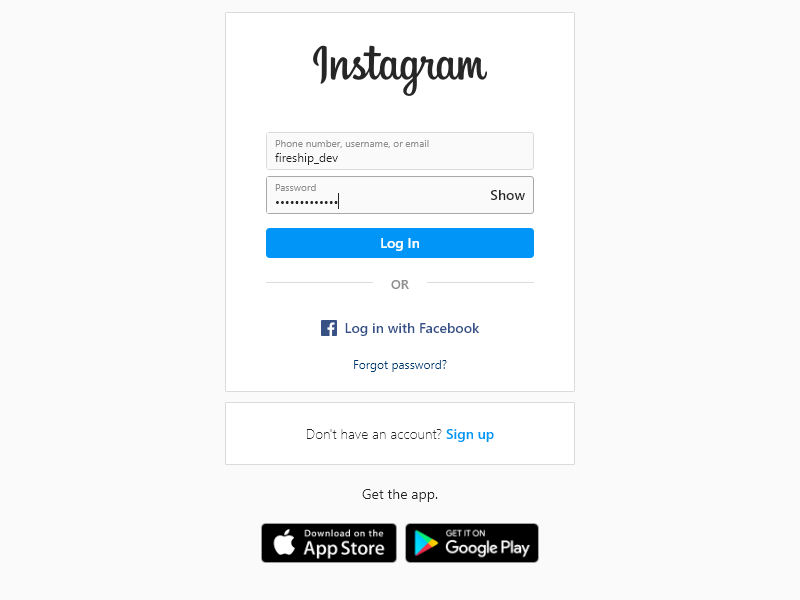 Instagram
Phone number, username, or email
fireship_dev
Password
•••••••••••••
Show
Log In
OR
Log in with Facebook
Forgot password?
Don't have an account? Sign up
Get the app.
Download on the
App Store
GET IT ON
Google Play